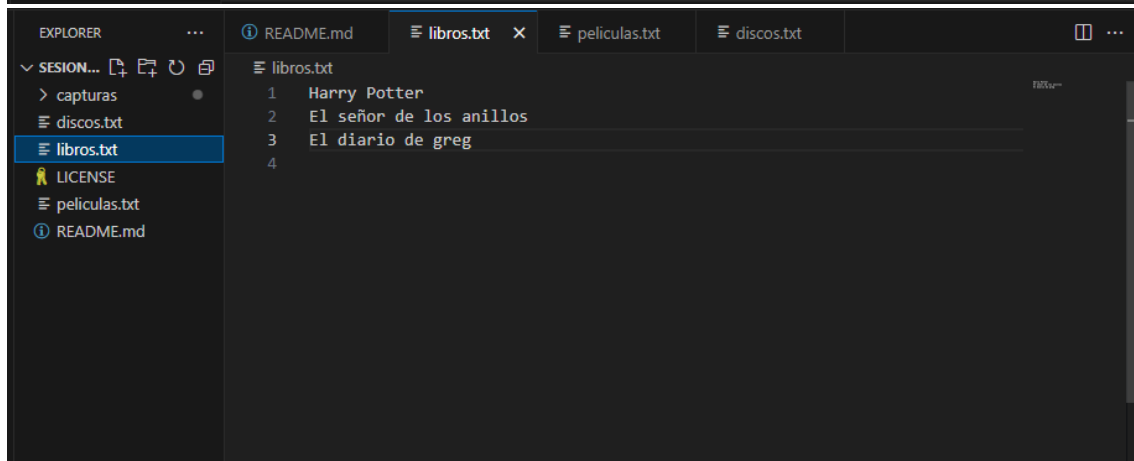 EXPLORER
SESION...
capturas
discos.txt
libros.txt
LICENSE
peliculas.txt
README.md
README.md libros.txt peliculas.txt discos.txt
libros.txt
1 Harry Potter
2 El señor de los anillos
3 El diario de greg
4